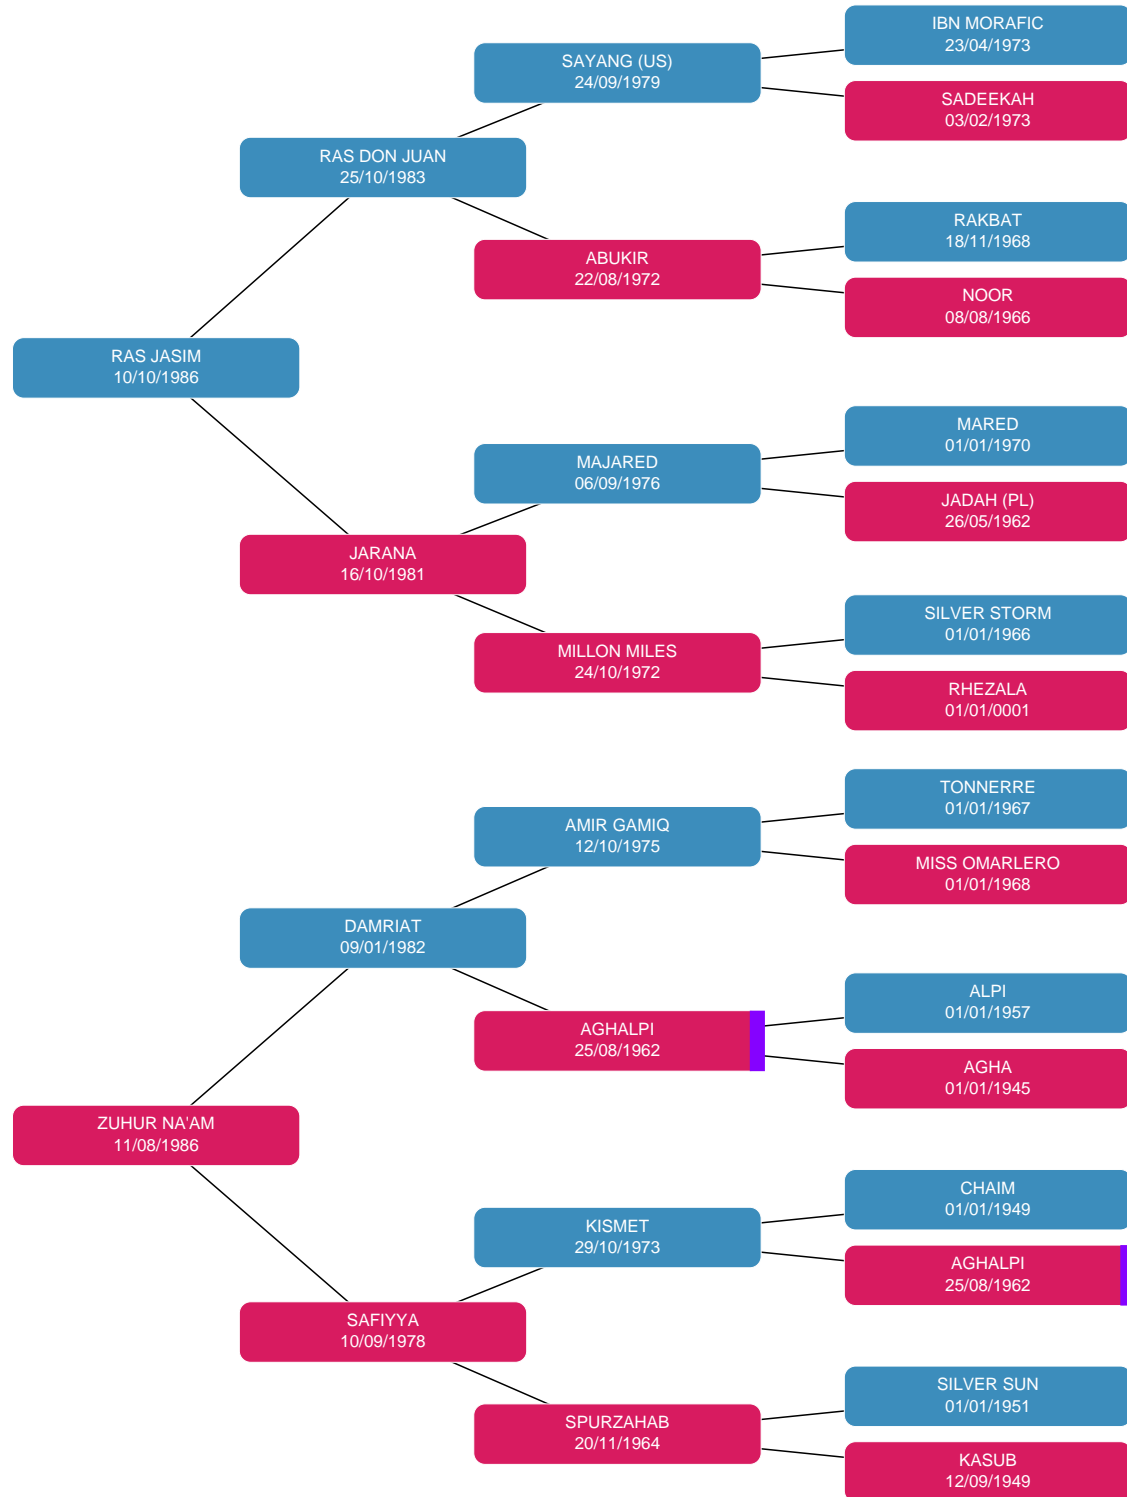 IBN MORAFIC
23/04/1973
SAYANG (US)
24/09/1979
SADEEKAH
03/02/1973
RAS DON JUAN
25/10/1983
RAKBAT
18/11/1968
ABUKIR
22/08/1972
NOOR
08/08/1966
RAS JASIM
10/10/1986
MARED
01/01/1970
MAJARED
06/09/1976
JADAH (PL)
26/05/1962
JARANA
16/10/1981
SILVER STORM
01/01/1966
MILLON MILES
24/10/1972
RHEZALA
01/01/0001
TONNERRE
01/01/1967
AMIR GAMIQ
12/10/1975
MISS OMARLERO
01/01/1968
DAMRIAT
09/01/1982
ALPI
01/01/1957
AGHALPI
25/08/1962
AGHA
01/01/1945
ZUHUR NA'AM
11/08/1986
CHAIM
01/01/1949
KISMET
29/10/1973
AGHALPI
25/08/1962
SAFIYYA
10/09/1978
SILVER SUN
01/01/1951
SPURZAHAB
20/11/1964
KASUB
12/09/1949